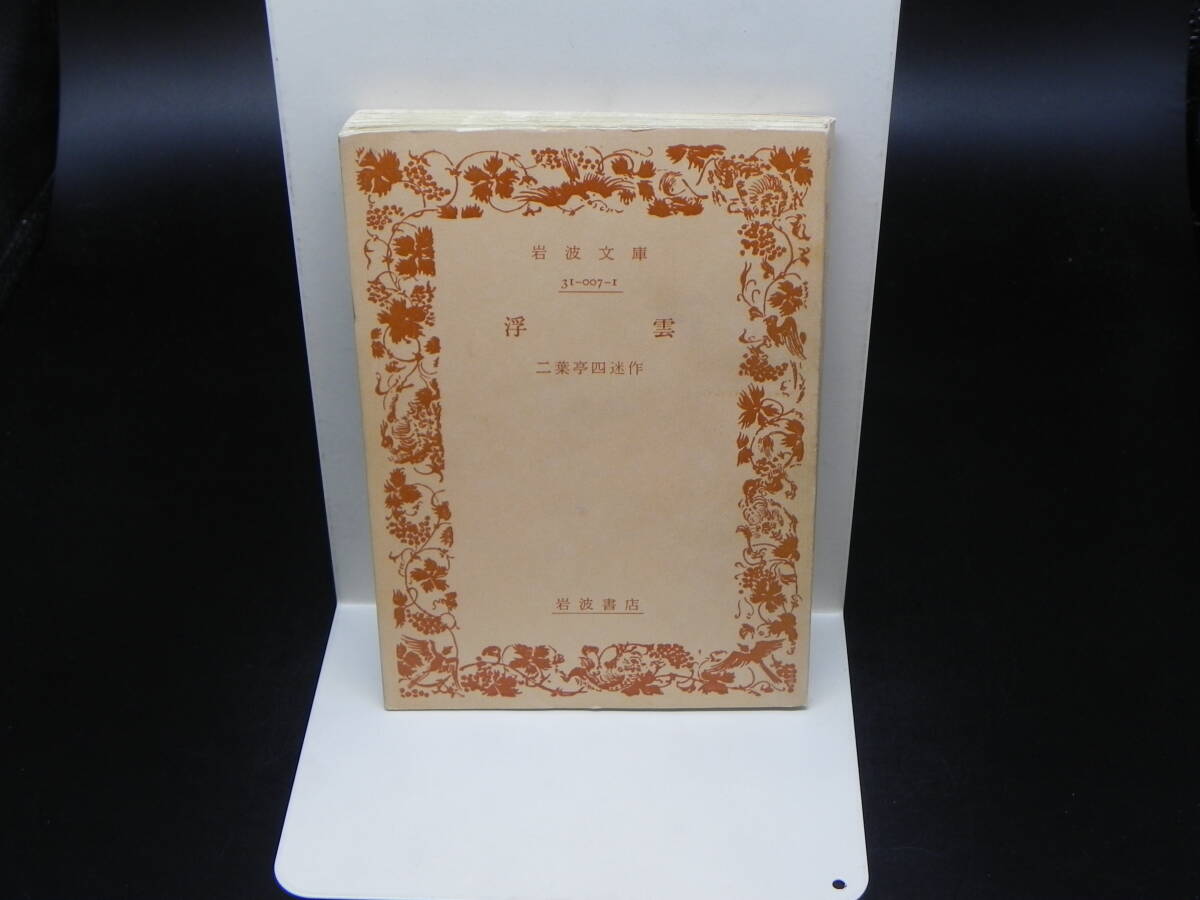 岩波文庫
31-007-1
浮雲
二葉亭四迷作
岩波書店